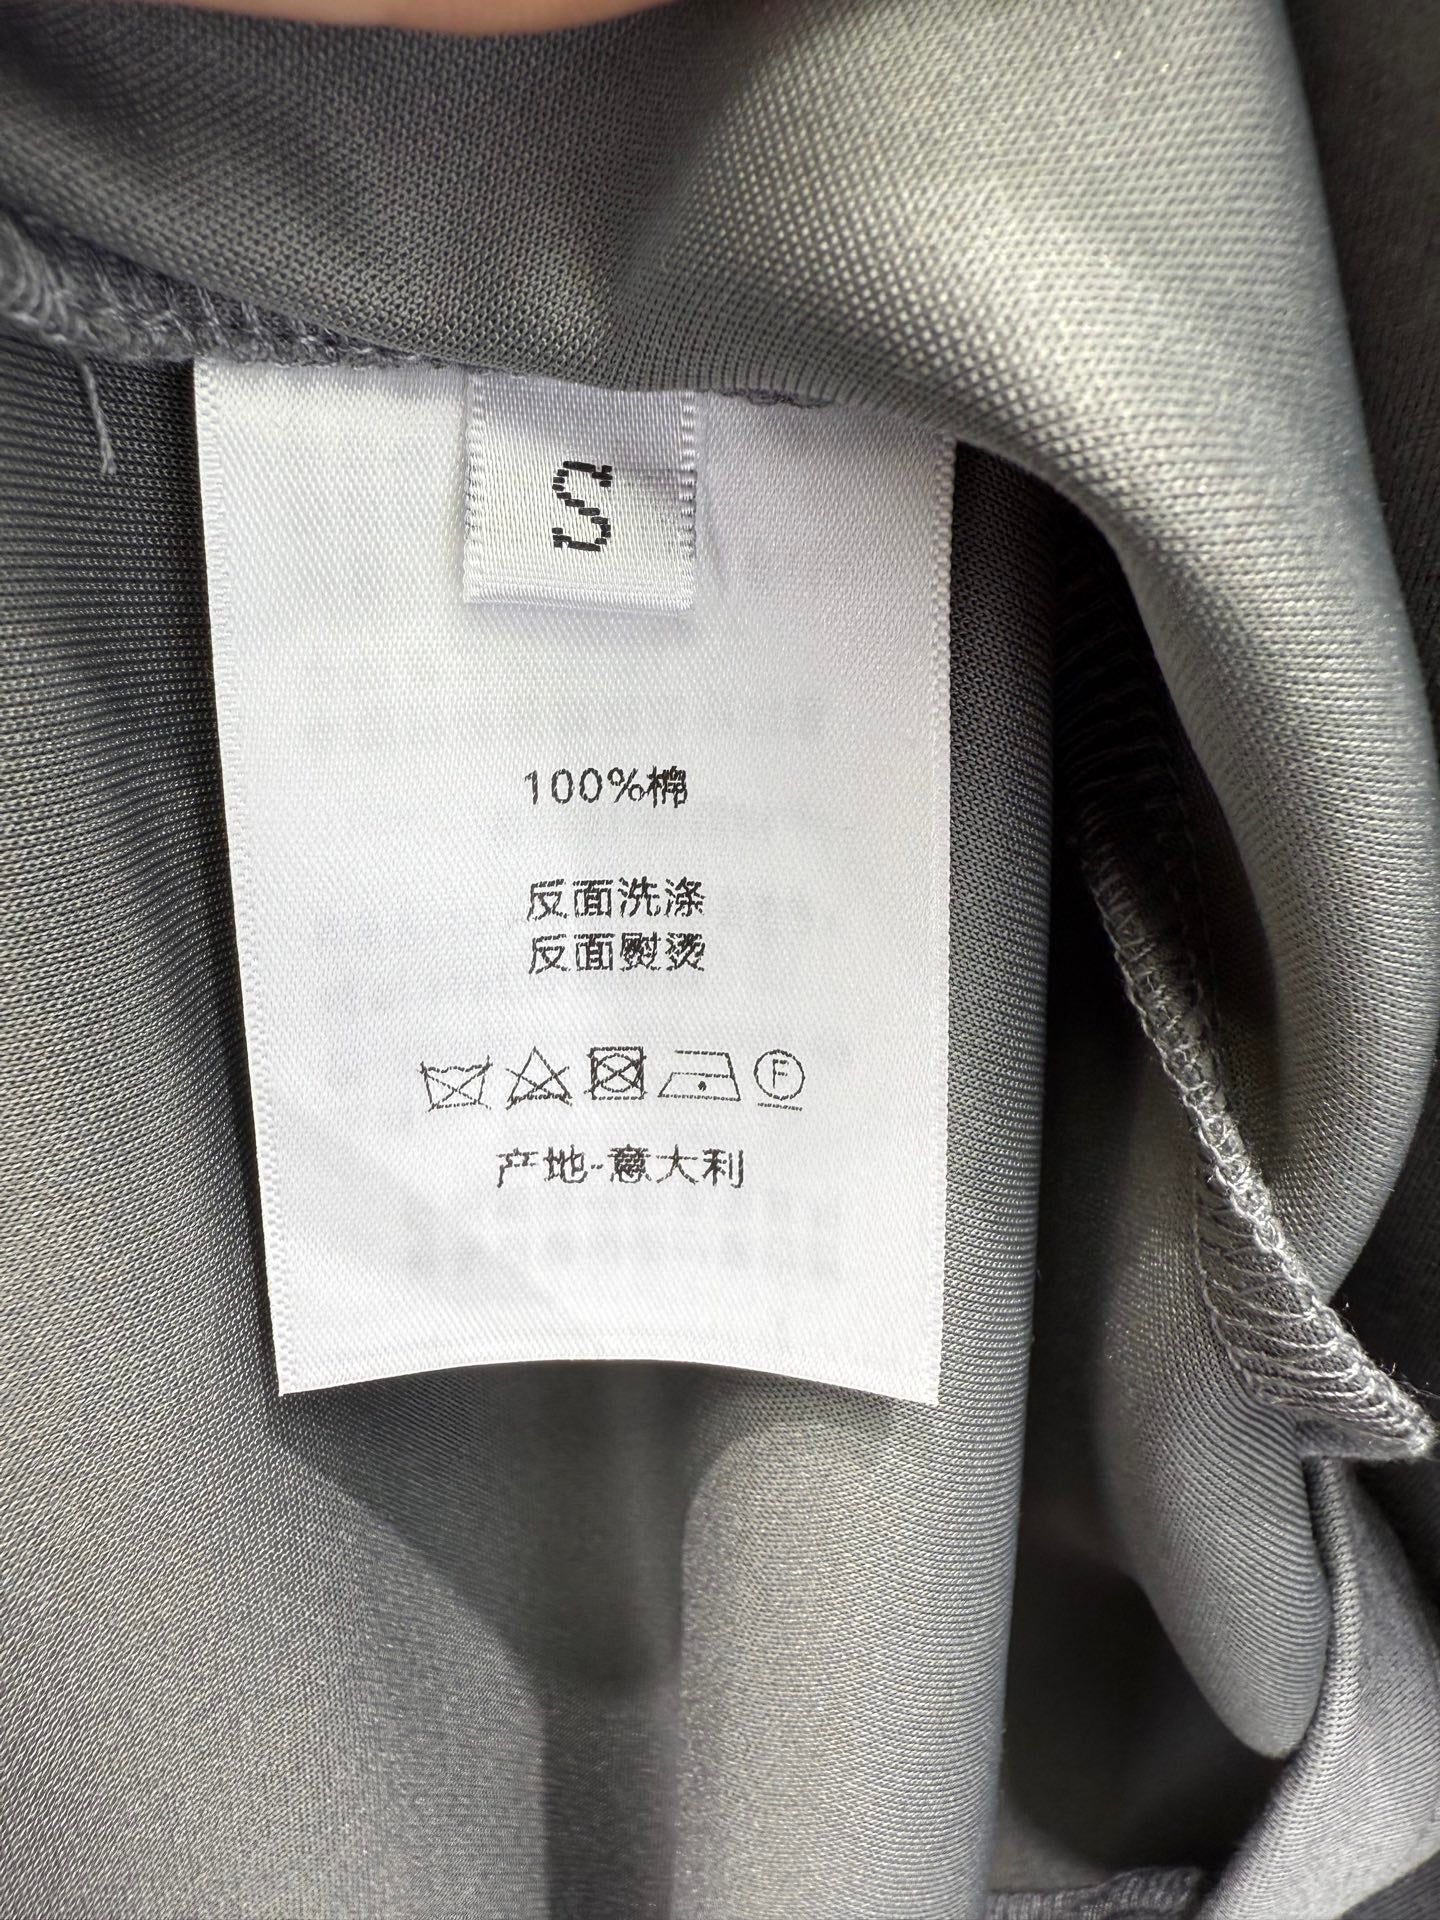 S
100%棉
反面洗涤
反面熨烫
F
产地-意大利